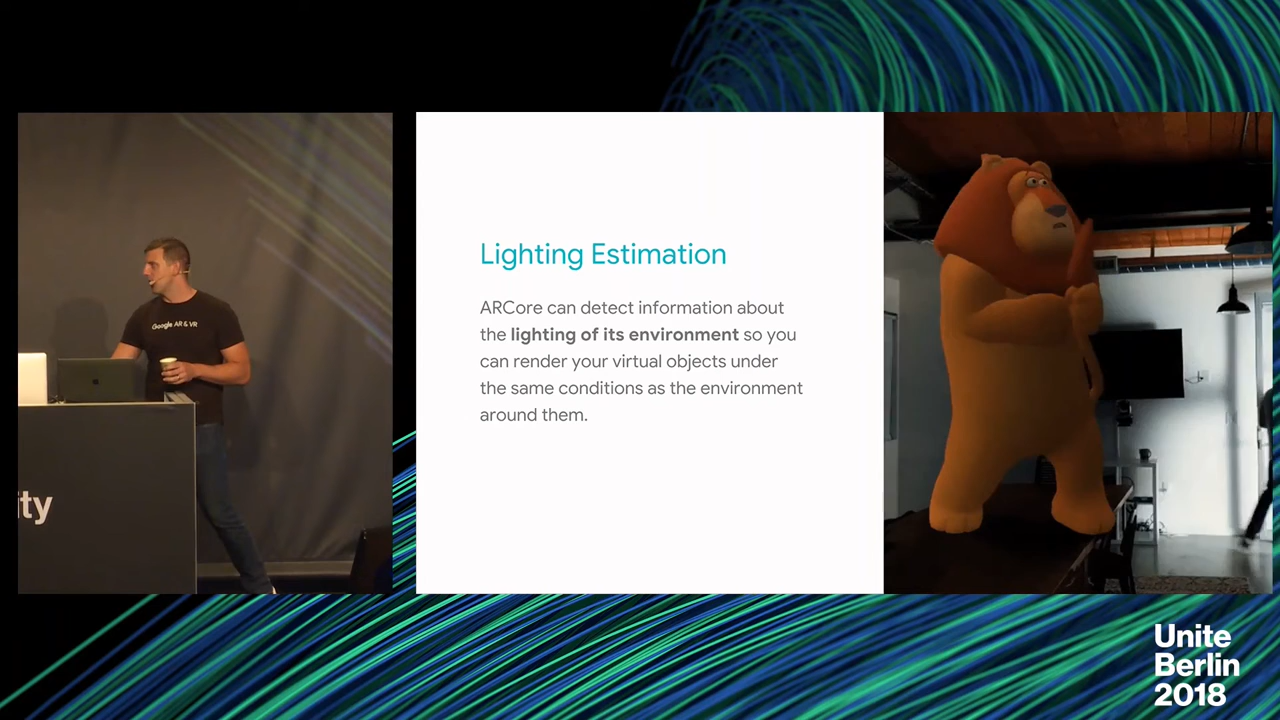 Google AR & VR
ity
Lighting Estimation
ARCore can detect information about
the lighting of its environment so you
can render your virtual objects under
the same conditions as the environment
around them.
Unite
Berlin
2018